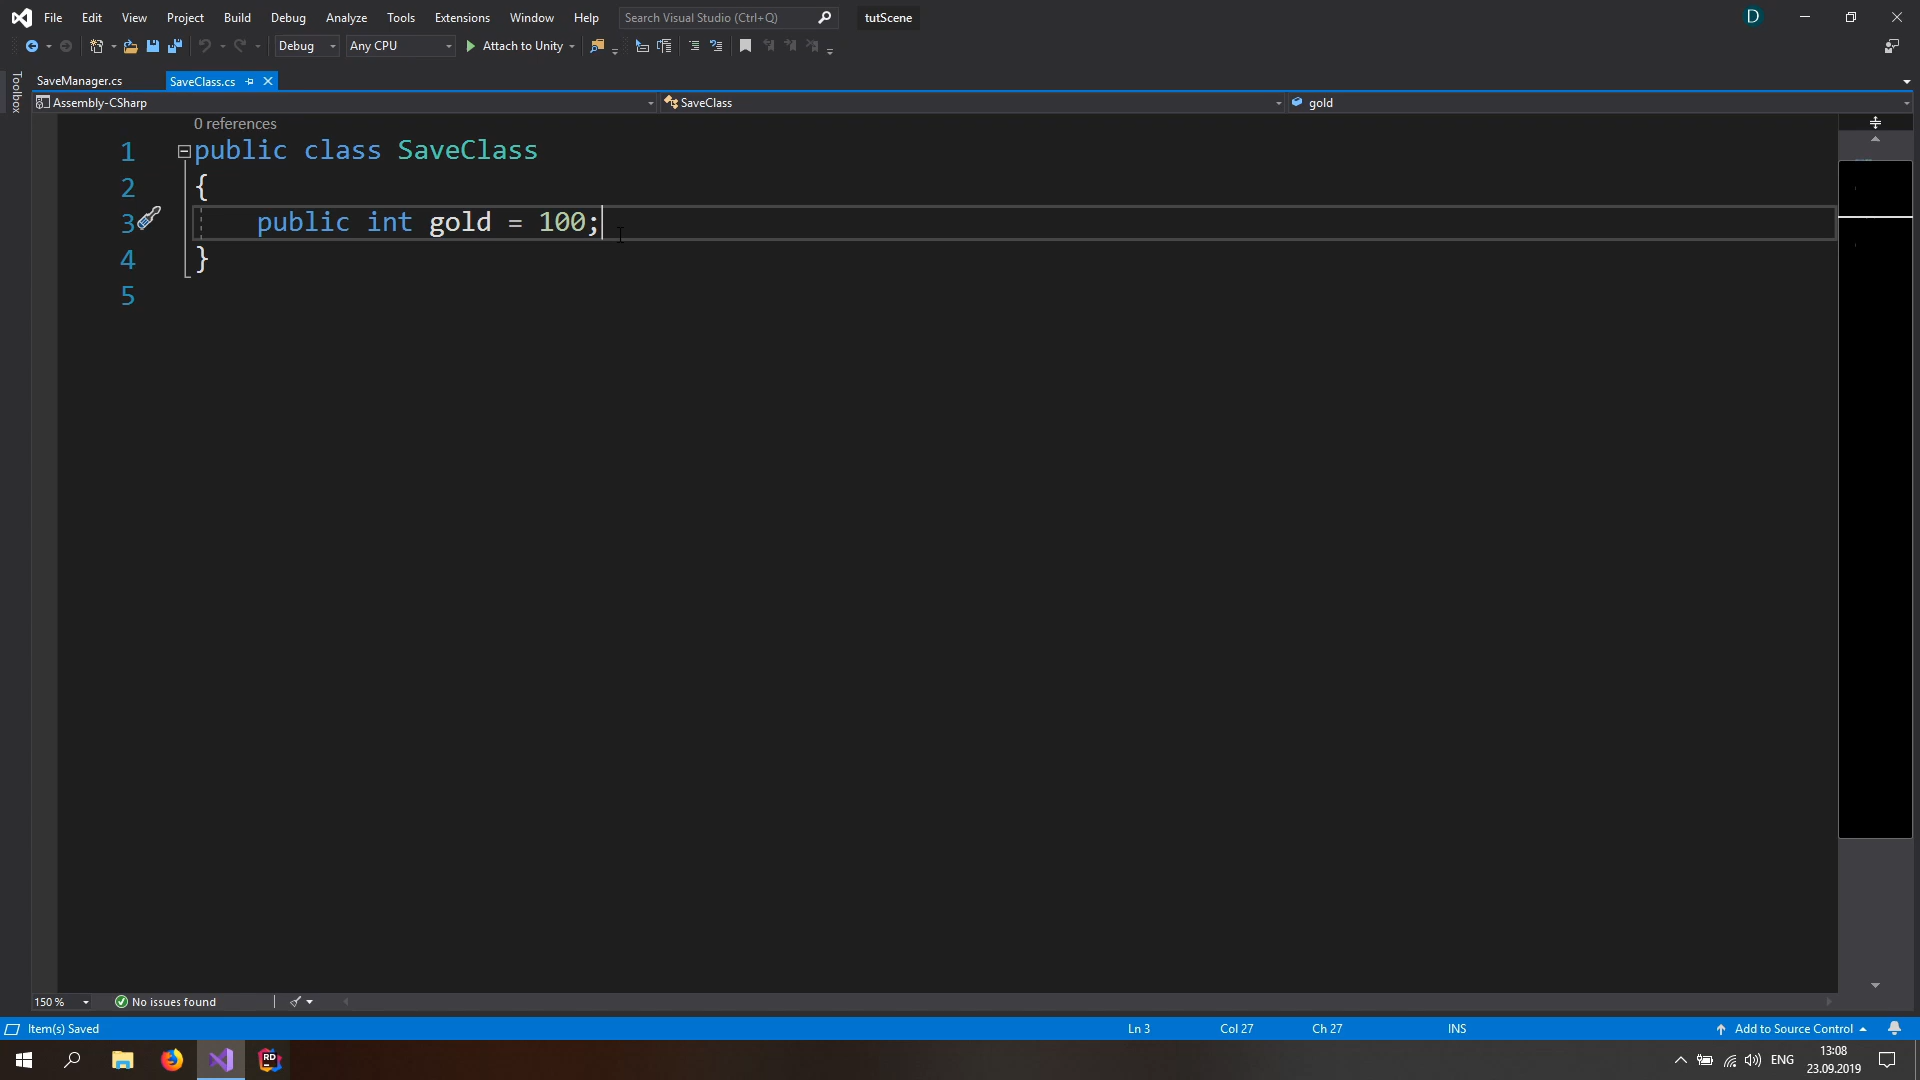 File Edit View Project Build Debug Analyze Tools Extensions Window Help Search Visual Studio (Ctrl+Q) tutScene D
Debug Any CPU Attach to Unity
Toolbox
SaveManager.cs SaveClass.cs
Assembly-CSharp SaveClass gold
0 references
1 public class SaveClass
2 {
3 public int gold = 100;
4 }
5
150 % No issues found
Item(s) Saved Ln 3 Col 27 Ch 27 INS Add to Source Control
RD ENG 13:08
23.09.2019